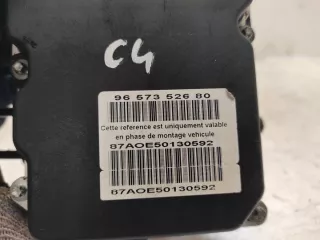 C4
96 573 526 80
Cette reference est uniquement valable
en phase de montage vehicule
87AOE50130592
87AOE50130592